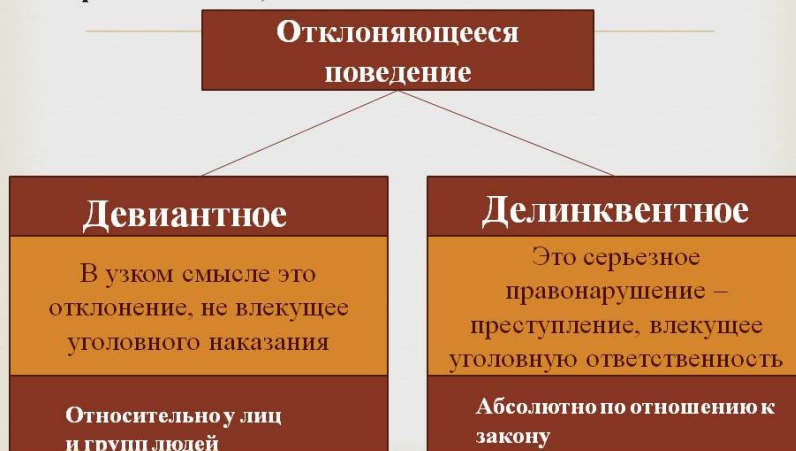 Отклоняющееся
поведение
Девиантное
В узком смысле это
отклонение, не влекущее
уголовного наказания
Относительно у лиц
и групп людей
Делинквентное
Это серьезное
правонарушение –
преступление, влекущее
уголовную ответственность
Абсолютно по отношению к
закону